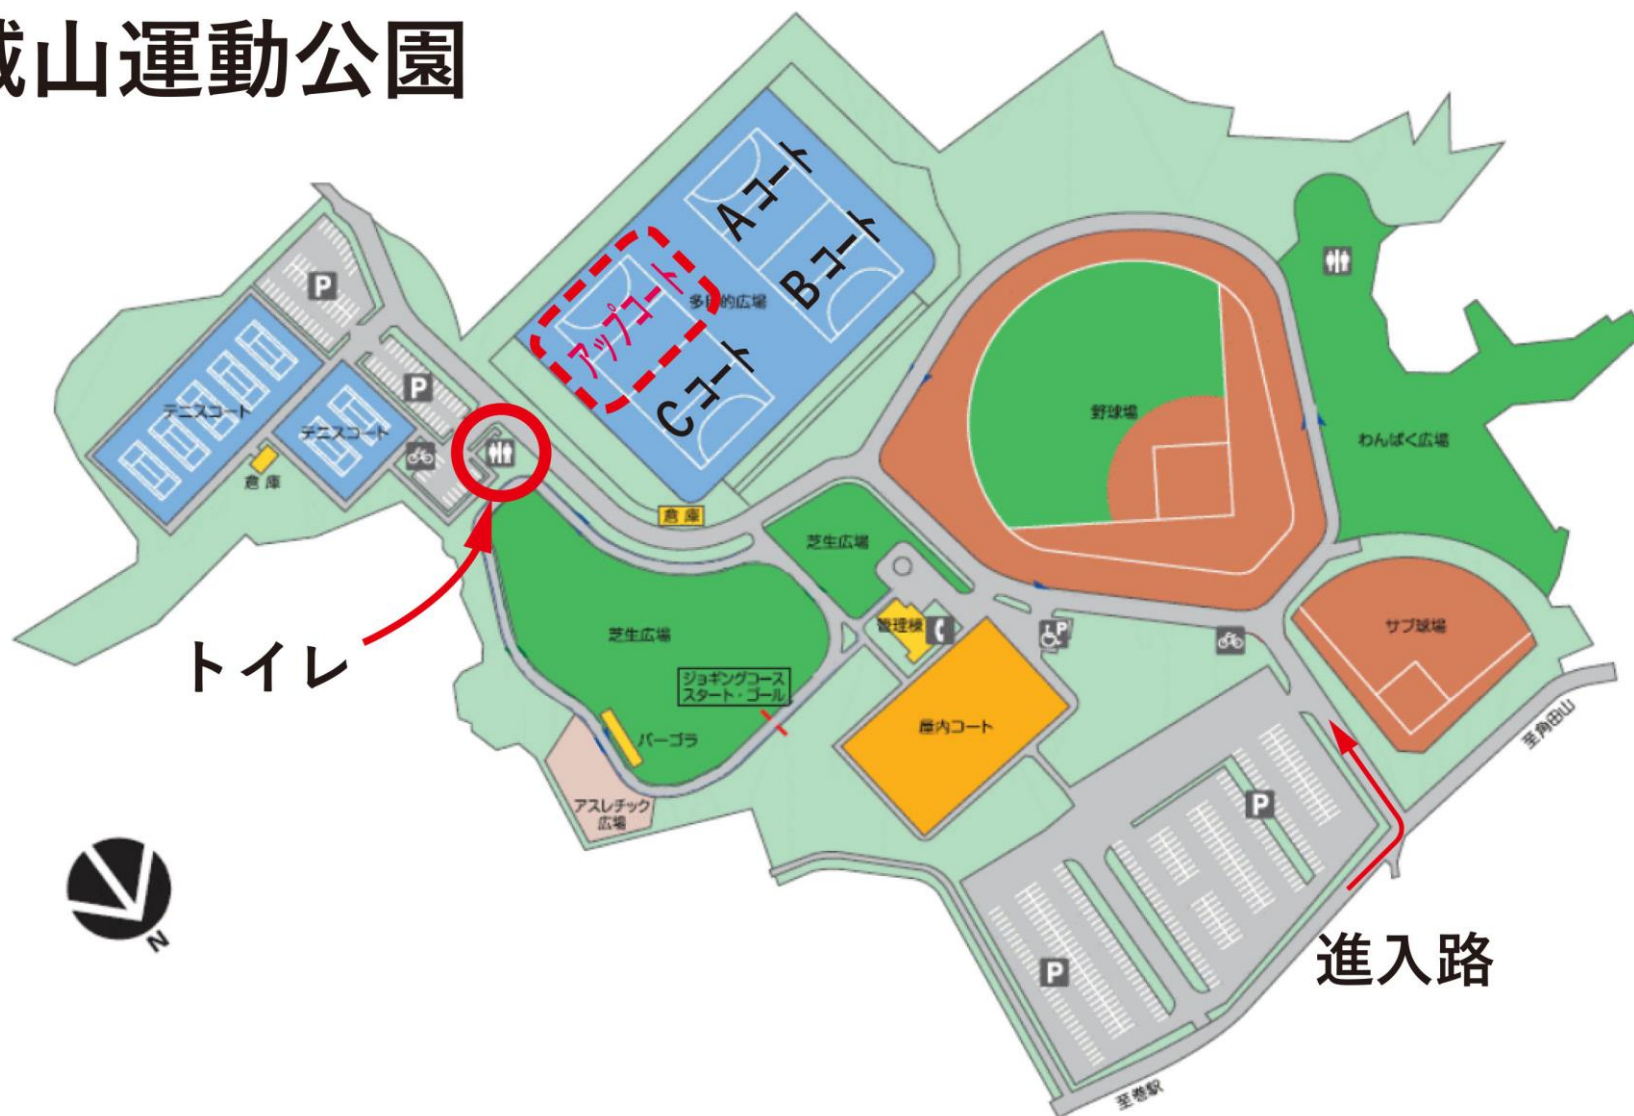 城山運動公園
Aコート
Bコート
アップコート
多目的広場
Cコート
P
P
テニスコート
テニスコート
倉庫
倉庫
トイレ
芝生広場
芝生広場
管理棟
ジョギングコース
スタート・ゴール
パーゴラ
アスレチック
広場
屋内コート
野球場
わんぱく広場
サブ球場
P
至角田山
P
P
進入路
至巻駅
N